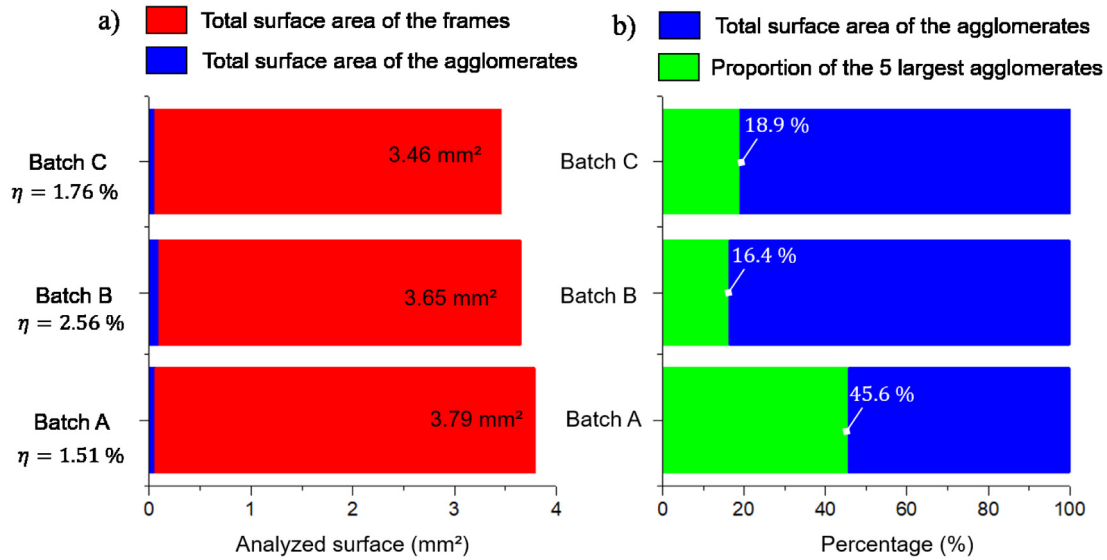 a)
Total surface area of the frames
Total surface area of the agglomerates
Batch C
η = 1.76 %
3.46 mm²
Batch B
η = 2.56 %
3.65 mm²
Batch A
η = 1.51 %
3.79 mm²
0 1 2 3 4
Analyzed surface (mm²)
b)
Total surface area of the agglomerates
Proportion of the 5 largest agglomerates
Batch C
18.9 %
Batch B
16.4 %
Batch A
45.6 %
0 20 40 60 80 100
Percentage (%)